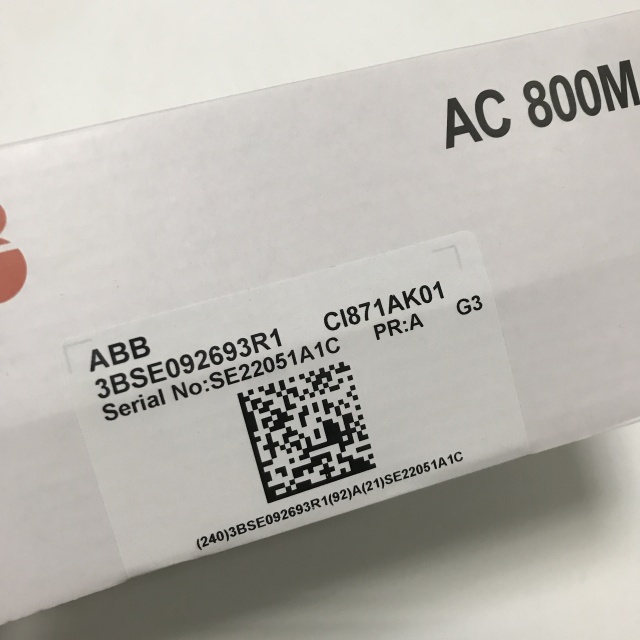 AC 800M
ABB
3BSE092693R1 CI871AK01
Serial No:SE22051A1C PR:A G3
(240)3BSE092693R1(92)A(21)SE22051A1C